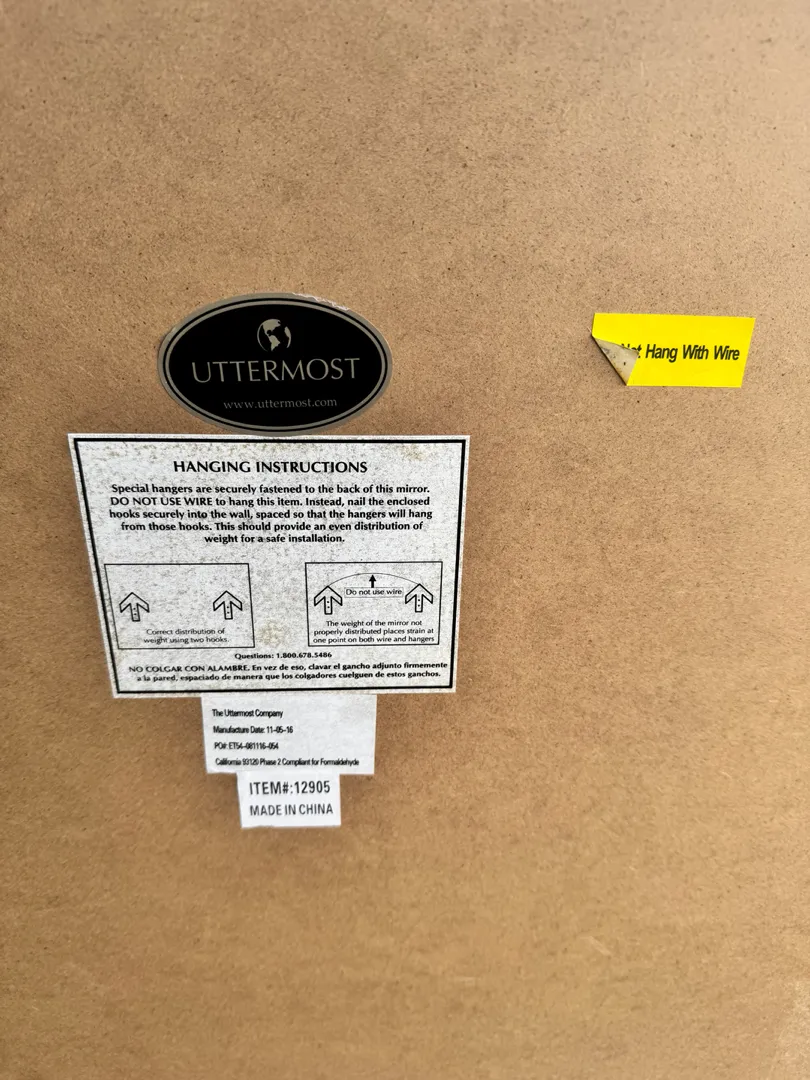 UTTERMOST
www.uttermost.com
Not Hang With Wire
HANGING INSTRUCTIONS
Special hangers are securely fastened to the back of this mirror.
DO NOT USE WIRE to hang this item. Instead, nail the enclosed
hooks securely into the wall, spaced so that the hangers will hang
from those hooks. This should provide an even distribution of
weight for a safe installation.
Correct distribution of
weight using two hooks
Do not use wire
The weight of the mirror not
properly distributed places strain at
one point on both wire and hangers
Questions: 1.800.678.5486
NO COLGAR CON ALAMBRE. En vez de eso, clavar el gancho adjunto firmemente
a la pared, espaciado de manera que los colgadores cuelguen de estos ganchos.
The Uttermost Company
Manufacture Date: 11-05-16
PO#: ET54-081116-054
California 93120 Phase 2 Compliant for Formaldehyde
ITEM#:12905
MADE IN CHINA